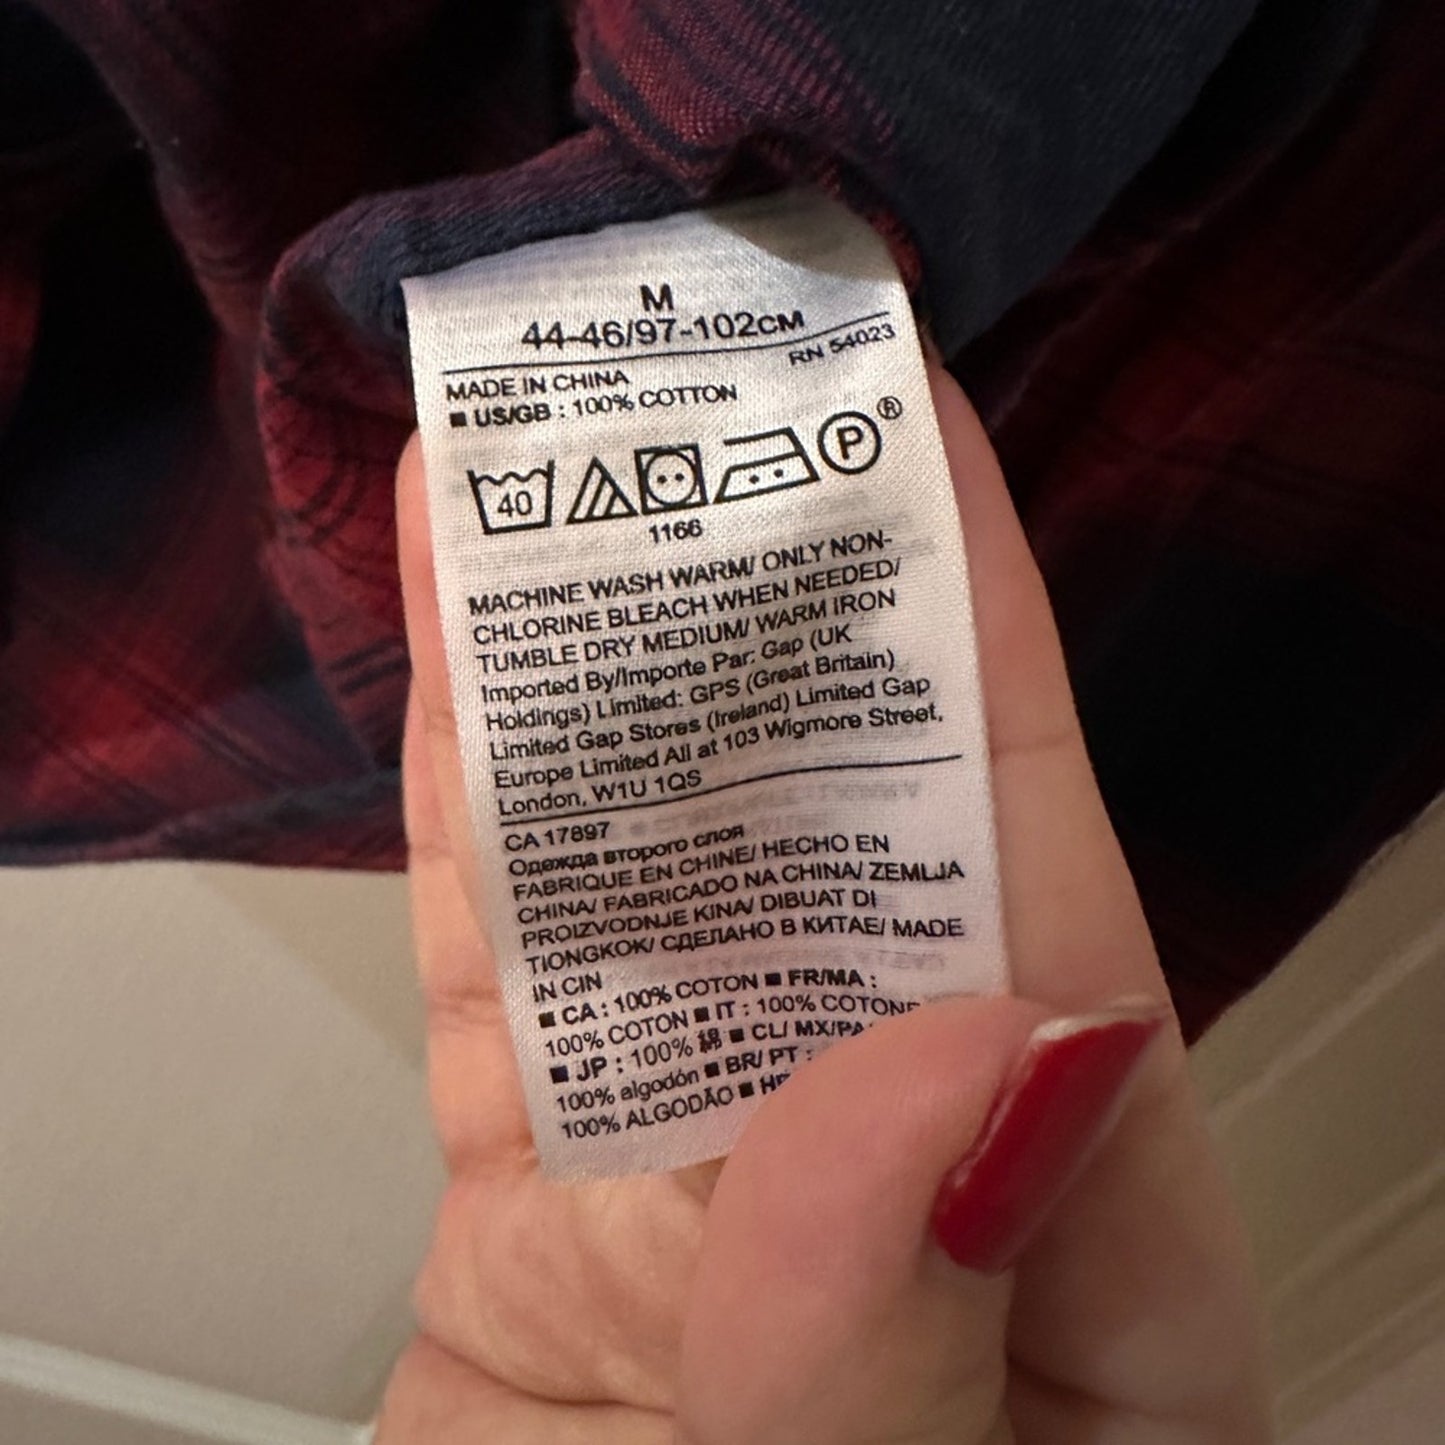 M
44-46/97-102CM
RN 54023
MADE IN CHINA
■ US/GB : 100% COTTON
40 P ®
1166
MACHINE WASH WARM/ ONLY NON-
CHLORINE BLEACH WHEN NEEDED/
TUMBLE DRY MEDIUM/ WARM IRON
Imported By/Importe Par: Gap (UK
Holdings) Limited: GPS (Great Britain)
Limited Gap Stores (Ireland) Limited Gap
Europe Limited All at 103 Wigmore Street,
London, W1U 1QS
CA 17897
Одежда второго слоя
FABRIQUE EN CHINE/ HECHO EN
CHINA/ FABRICADO NA CHINA/ ZEMLJA
PROIZVODNJE KINA/ DIBUAT DI
TIONGKOK/ СДЕЛАНО В КИТАЕ/ MADE
IN CIN
■ CA : 100% COTON ■ FR/MA :
100% COTON ■ IT : 100% COTONE
■ JP : 100% 綿 ■ CL/ MX/PA
100% algodón ■ BR/ PT :
100% ALGODÃO ■